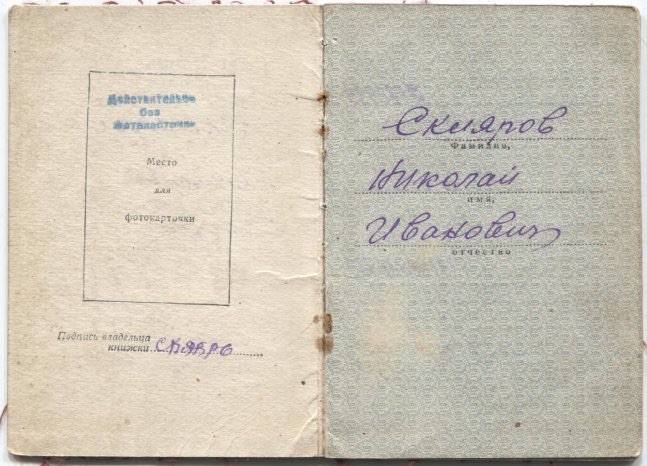 Действительно
без
фотокарточки
Место
для
фотокарточки
Подпись владельца
книжки
Скляров
Фамилия,
Николай
имя,
Иванович
отчество